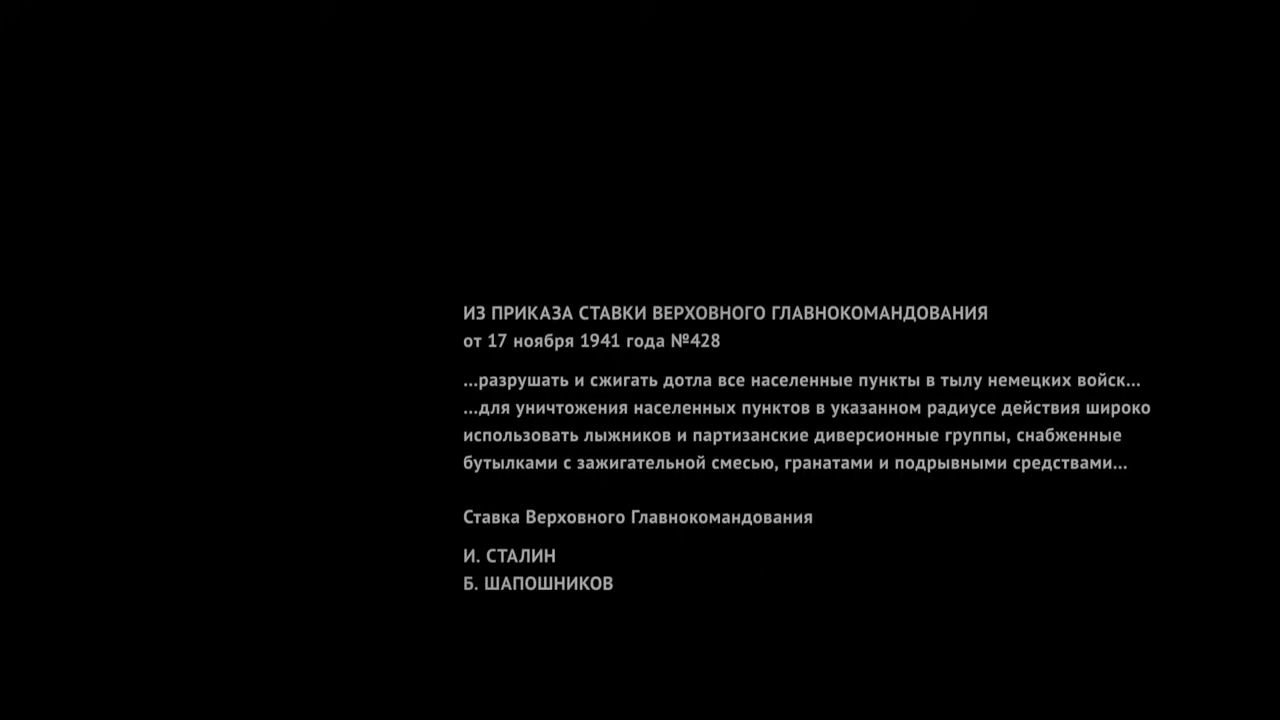 ИЗ ПРИКАЗА СТАВКИ ВЕРХОВНОГО ГЛАВНОКОМАНДОВАНИЯ
от 17 ноября 1941 года №428
...разрушать и сжигать дотла все населенные пункты в тылу немецких войск...
...для уничтожения населенных пунктов в указанном радиусе действия широко
использовать лыжников и партизанские диверсионные группы, снабженные
бутылками с зажигательной смесью, гранатами и подрывными средствами...
Ставка Верховного Главнокомандования
И. СТАЛИН
Б. ШАПОШНИКОВ